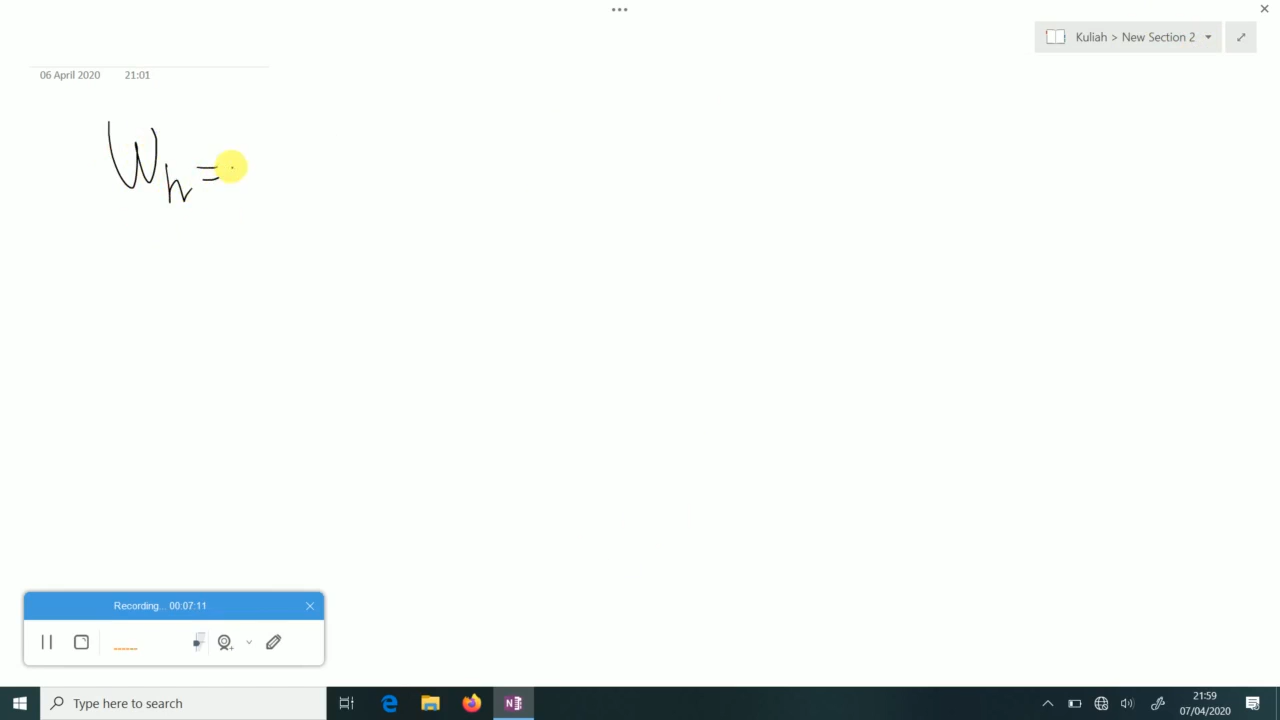 Kuliah > New Section 2
06 April 2020 21:01
Wh =
Recording... 00:07:11
Type here to search
21:59
07/04/2020